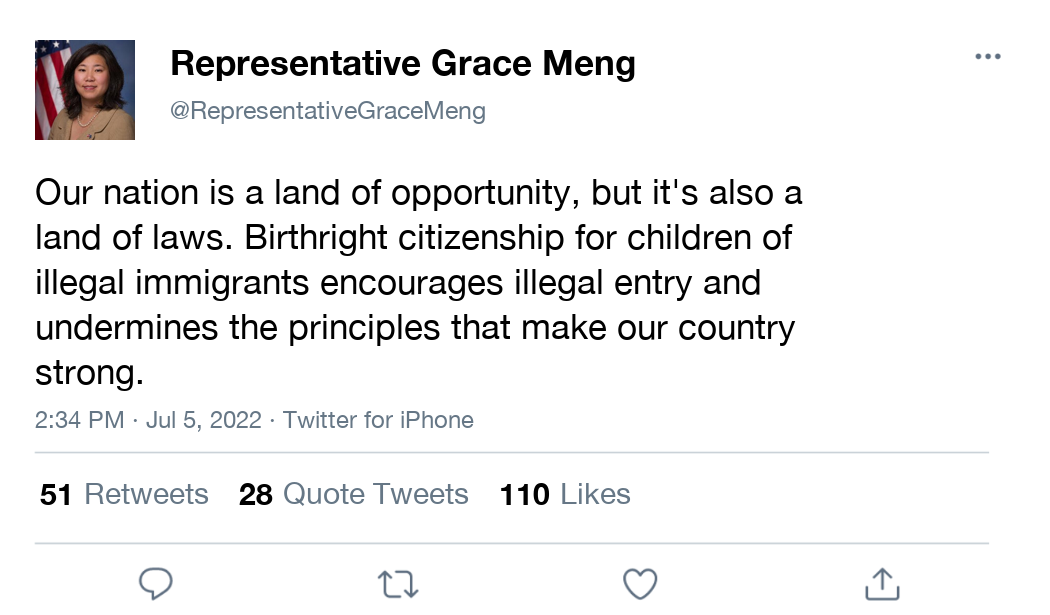 Representative Grace Meng
@RepresentativeGraceMeng
Our nation is a land of opportunity, but it's also a
land of laws. Birthright citizenship for children of
illegal immigrants encourages illegal entry and
undermines the principles that make our country
strong.
2:34 PM · Jul 5, 2022 · Twitter for iPhone
51 Retweets 28 Quote Tweets 110 Likes